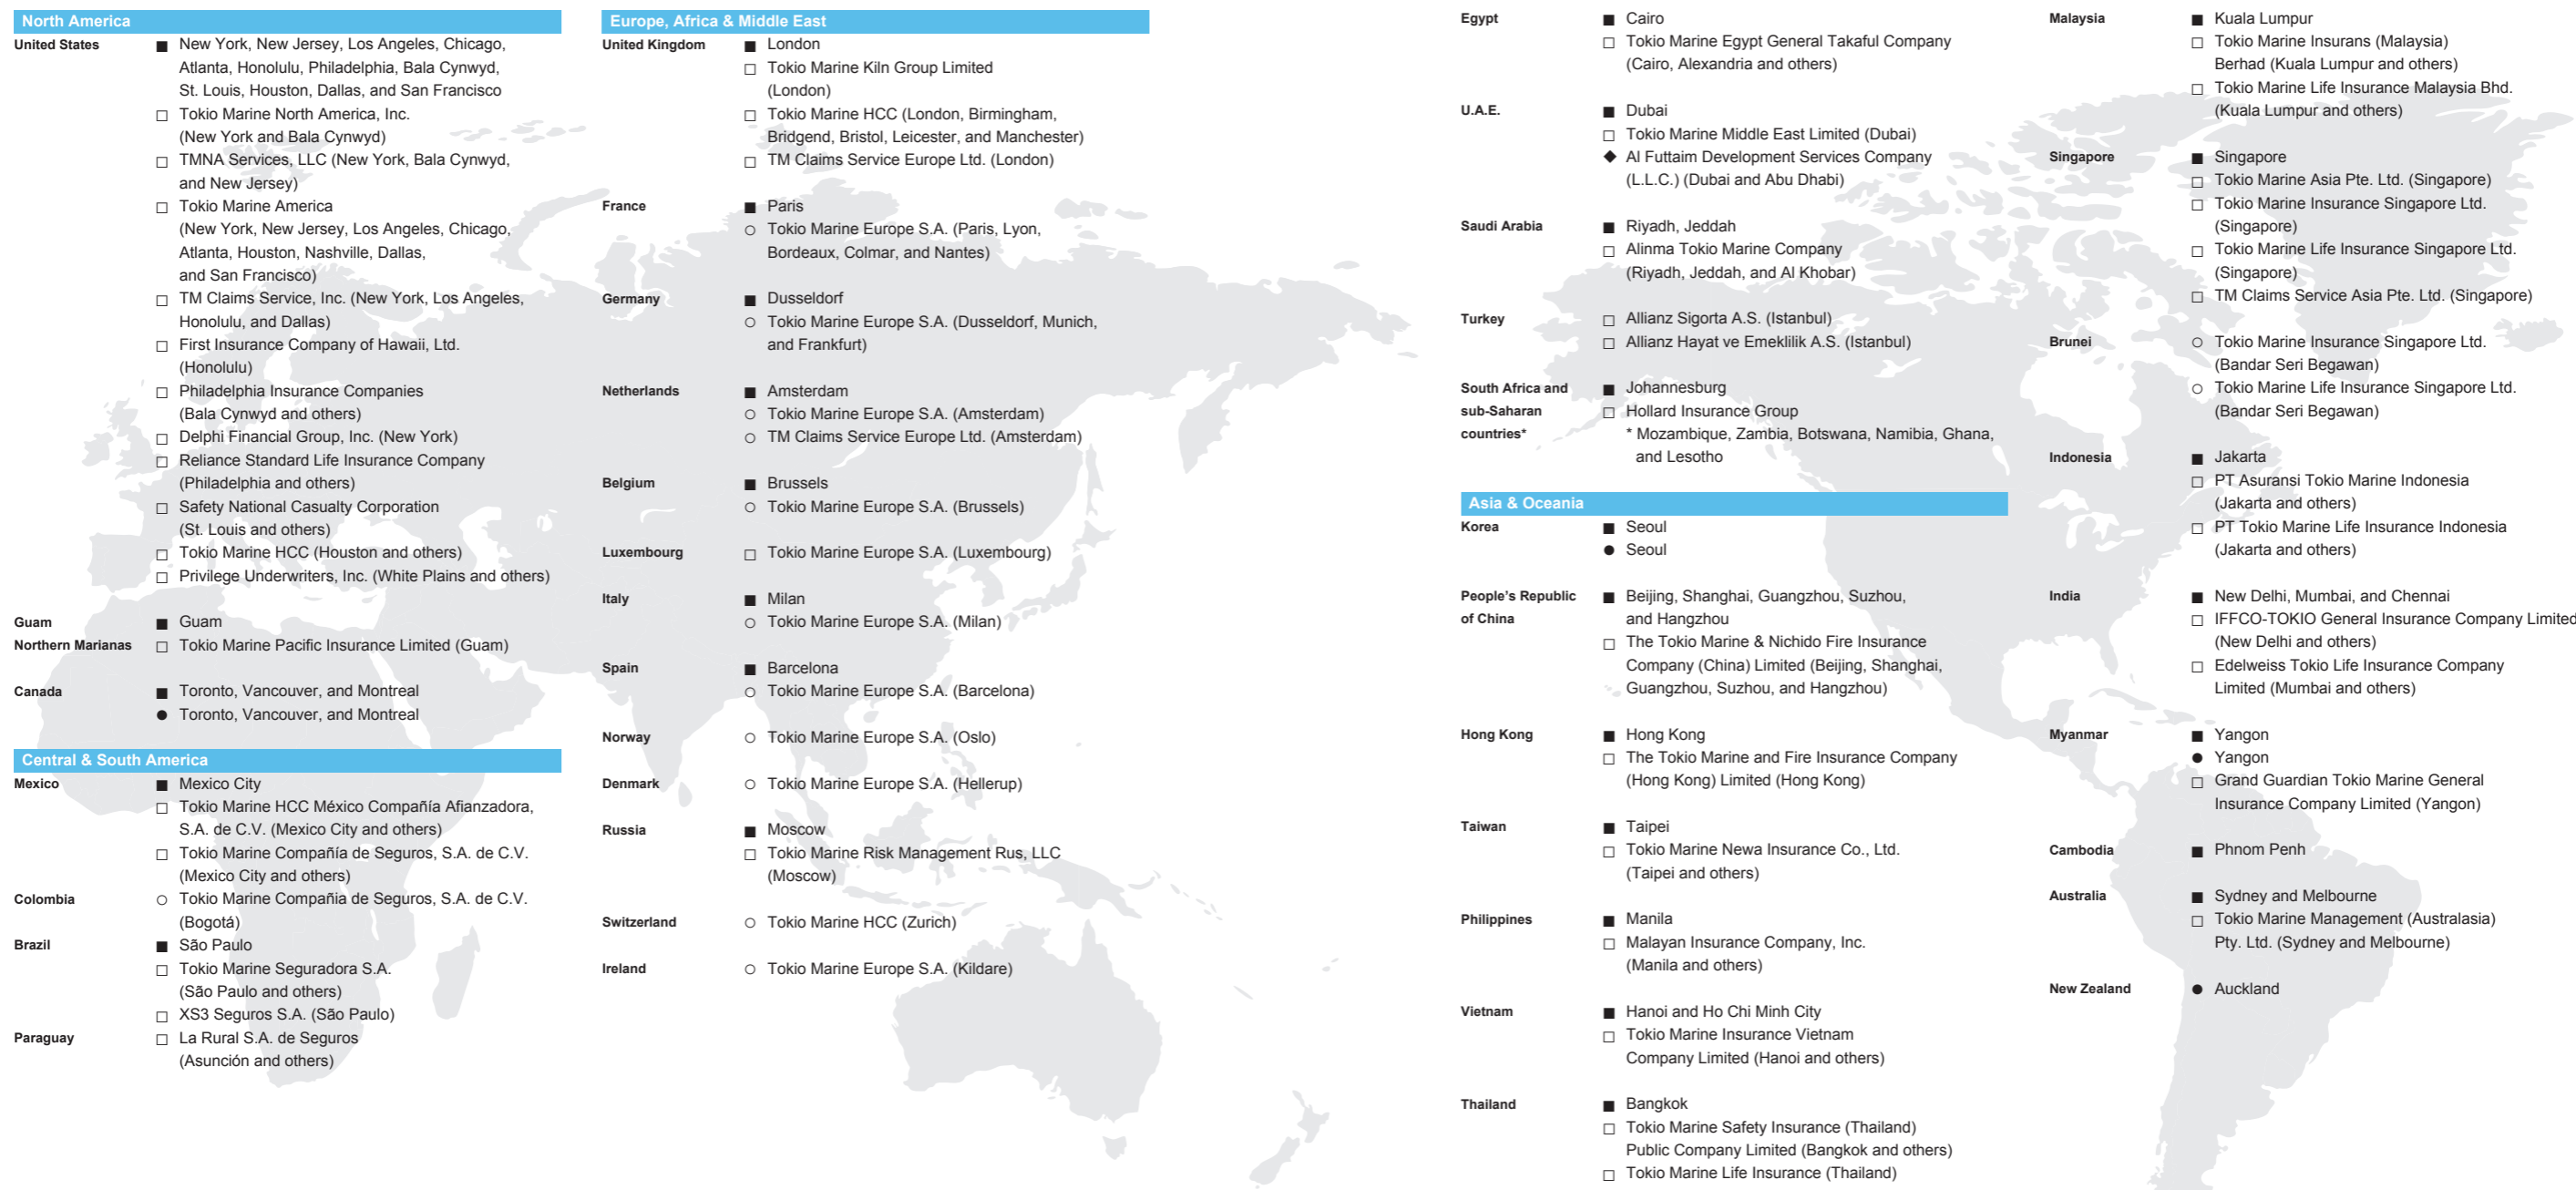 North America
United States ■ New York, New Jersey, Los Angeles, Chicago,
Atlanta, Honolulu, Philadelphia, Bala Cynwyd,
St. Louis, Houston, Dallas, and San Francisco
□ Tokio Marine North America, Inc.
(New York and Bala Cynwyd)
□ TMNA Services, LLC (New York, Bala Cynwyd,
and New Jersey)
□ Tokio Marine America
(New York, New Jersey, Los Angeles, Chicago,
Atlanta, Houston, Nashville, Dallas,
and San Francisco)
□ TM Claims Service, Inc. (New York, Los Angeles,
Honolulu, and Dallas)
□ First Insurance Company of Hawaii, Ltd.
(Honolulu)
□ Philadelphia Insurance Companies
(Bala Cynwyd and others)
□ Delphi Financial Group, Inc. (New York)
□ Reliance Standard Life Insurance Company
(Philadelphia and others)
□ Safety National Casualty Corporation
(St. Louis and others)
□ Tokio Marine HCC (Houston and others)
□ Privilege Underwriters, Inc. (White Plains and others)
Guam ■ Guam
Northern Marianas □ Tokio Marine Pacific Insurance Limited (Guam)
Canada ■ Toronto, Vancouver, and Montreal
● Toronto, Vancouver, and Montreal
Central & South America
Mexico ■ Mexico City
□ Tokio Marine HCC México Compañía Afianzadora,
S.A. de C.V. (Mexico City and others)
□ Tokio Marine Compañía de Seguros, S.A. de C.V.
(Mexico City and others)
Colombia ○ Tokio Marine Compañia de Seguros, S.A. de C.V.
(Bogotá)
Brazil ■ São Paulo
□ Tokio Marine Seguradora S.A.
(São Paulo and others)
□ XS3 Seguros S.A. (São Paulo)
Paraguay □ La Rural S.A. de Seguros
(Asunción and others)
Europe, Africa & Middle East
United Kingdom ■ London
□ Tokio Marine Kiln Group Limited
(London)
□ Tokio Marine HCC (London, Birmingham,
Bridgend, Bristol, Leicester, and Manchester)
□ TM Claims Service Europe Ltd. (London)
France ■ Paris
○ Tokio Marine Europe S.A. (Paris, Lyon,
Bordeaux, Colmar, and Nantes)
Germany ■ Dusseldorf
○ Tokio Marine Europe S.A. (Dusseldorf, Munich,
and Frankfurt)
Netherlands ■ Amsterdam
○ Tokio Marine Europe S.A. (Amsterdam)
○ TM Claims Service Europe Ltd. (Amsterdam)
Belgium ■ Brussels
○ Tokio Marine Europe S.A. (Brussels)
Luxembourg □ Tokio Marine Europe S.A. (Luxembourg)
Italy ■ Milan
○ Tokio Marine Europe S.A. (Milan)
Spain ■ Barcelona
○ Tokio Marine Europe S.A. (Barcelona)
Norway ○ Tokio Marine Europe S.A. (Oslo)
Denmark ○ Tokio Marine Europe S.A. (Hellerup)
Russia ■ Moscow
□ Tokio Marine Risk Management Rus, LLC
(Moscow)
Switzerland ○ Tokio Marine HCC (Zurich)
Ireland ○ Tokio Marine Europe S.A. (Kildare)
Egypt ■ Cairo
□ Tokio Marine Egypt General Takaful Company
(Cairo, Alexandria and others)
U.A.E. ■ Dubai
□ Tokio Marine Middle East Limited (Dubai)
◆ Al Futtaim Development Services Company
(L.L.C.) (Dubai and Abu Dhabi)
Saudi Arabia ■ Riyadh, Jeddah
□ Alinma Tokio Marine Company
(Riyadh, Jeddah, and Al Khobar)
Turkey □ Allianz Sigorta A.S. (Istanbul)
□ Allianz Hayat ve Emeklilik A.S. (Istanbul)
South Africa and ■ Johannesburg
sub-Saharan □ Hollard Insurance Group
countries* * Mozambique, Zambia, Botswana, Namibia, Ghana,
and Lesotho
Asia & Oceania
Korea ■ Seoul
● Seoul
People's Republic ■ Beijing, Shanghai, Guangzhou, Suzhou,
of China and Hangzhou
□ The Tokio Marine & Nichido Fire Insurance
Company (China) Limited (Beijing, Shanghai,
Guangzhou, Suzhou, and Hangzhou)
Hong Kong ■ Hong Kong
□ The Tokio Marine and Fire Insurance Company
(Hong Kong) Limited (Hong Kong)
Taiwan ■ Taipei
□ Tokio Marine Newa Insurance Co., Ltd.
(Taipei and others)
Philippines ■ Manila
□ Malayan Insurance Company, Inc.
(Manila and others)
Vietnam ■ Hanoi and Ho Chi Minh City
□ Tokio Marine Insurance Vietnam
Company Limited (Hanoi and others)
Thailand ■ Bangkok
□ Tokio Marine Safety Insurance (Thailand)
Public Company Limited (Bangkok and others)
□ Tokio Marine Life Insurance (Thailand)
Malaysia ■ Kuala Lumpur
□ Tokio Marine Insurans (Malaysia)
Berhad (Kuala Lumpur and others)
□ Tokio Marine Life Insurance Malaysia Bhd.
(Kuala Lumpur and others)
Singapore ■ Singapore
□ Tokio Marine Asia Pte. Ltd. (Singapore)
□ Tokio Marine Insurance Singapore Ltd.
(Singapore)
□ Tokio Marine Life Insurance Singapore Ltd.
(Singapore)
□ TM Claims Service Asia Pte. Ltd. (Singapore)
Brunei ○ Tokio Marine Insurance Singapore Ltd.
(Bandar Seri Begawan)
○ Tokio Marine Life Insurance Singapore Ltd.
(Bandar Seri Begawan)
Indonesia ■ Jakarta
□ PT Asuransi Tokio Marine Indonesia
(Jakarta and others)
□ PT Tokio Marine Life Insurance Indonesia
(Jakarta and others)
India ■ New Delhi, Mumbai, and Chennai
□ IFFCO-TOKIO General Insurance Company Limited
(New Delhi and others)
□ Edelweiss Tokio Life Insurance Company
Limited (Mumbai and others)
Myanmar ■ Yangon
● Yangon
□ Grand Guardian Tokio Marine General
Insurance Company Limited (Yangon)
Cambodia ■ Phnom Penh
Australia ■ Sydney and Melbourne
□ Tokio Marine Management (Australasia)
Pty. Ltd. (Sydney and Melbourne)
New Zealand ● Auckland